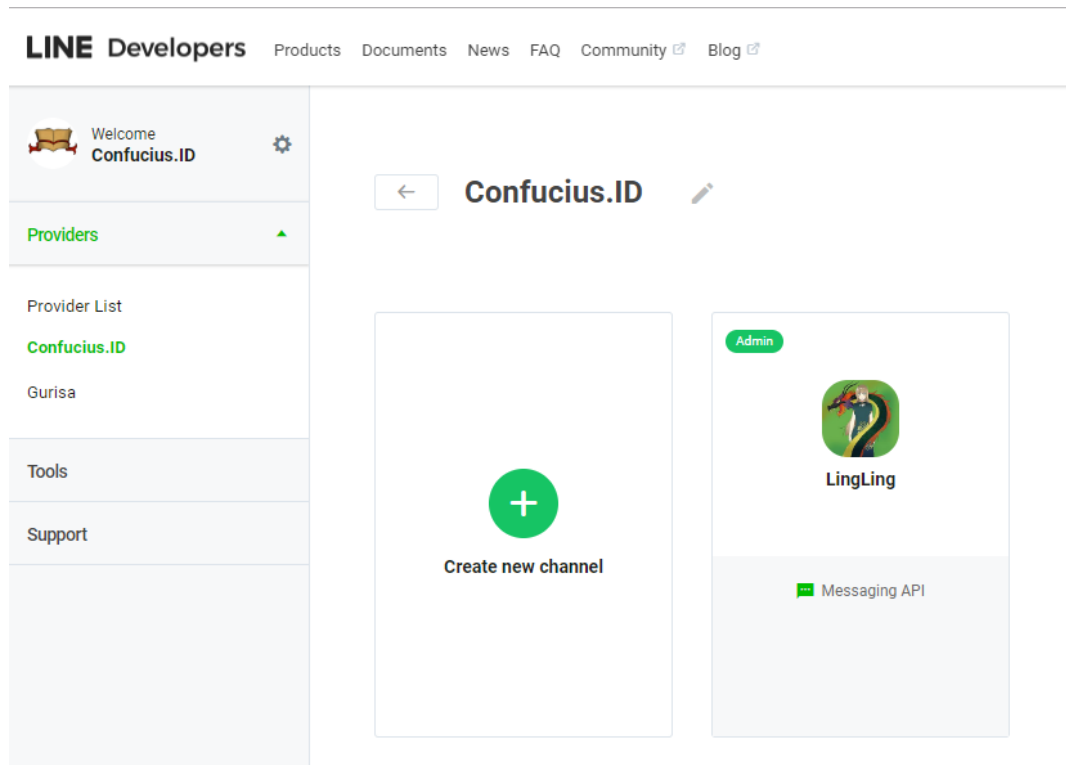 LINE Developers Products Documents News FAQ Community Blog
Welcome
Confucius.ID
Providers
Provider List
Confucius.ID
Gurisa
Tools
Support
Confucius.ID
Create new channel
Admin
LingLing
Messaging API